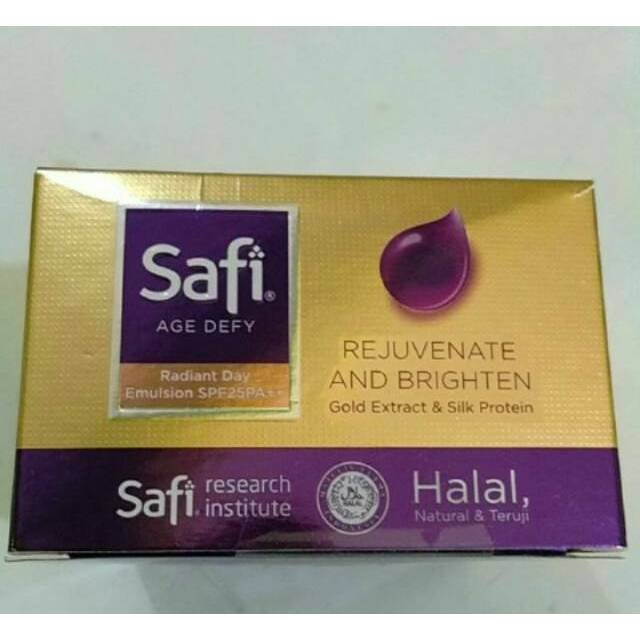 Safi®
AGE DEFY
Radiant Day
Emulsion SPF25PA++
REJUVENATE
AND BRIGHTEN
Gold Extract & Silk Protein
Safi® research
institute
HALAL
Halal,
Natural & Teruji